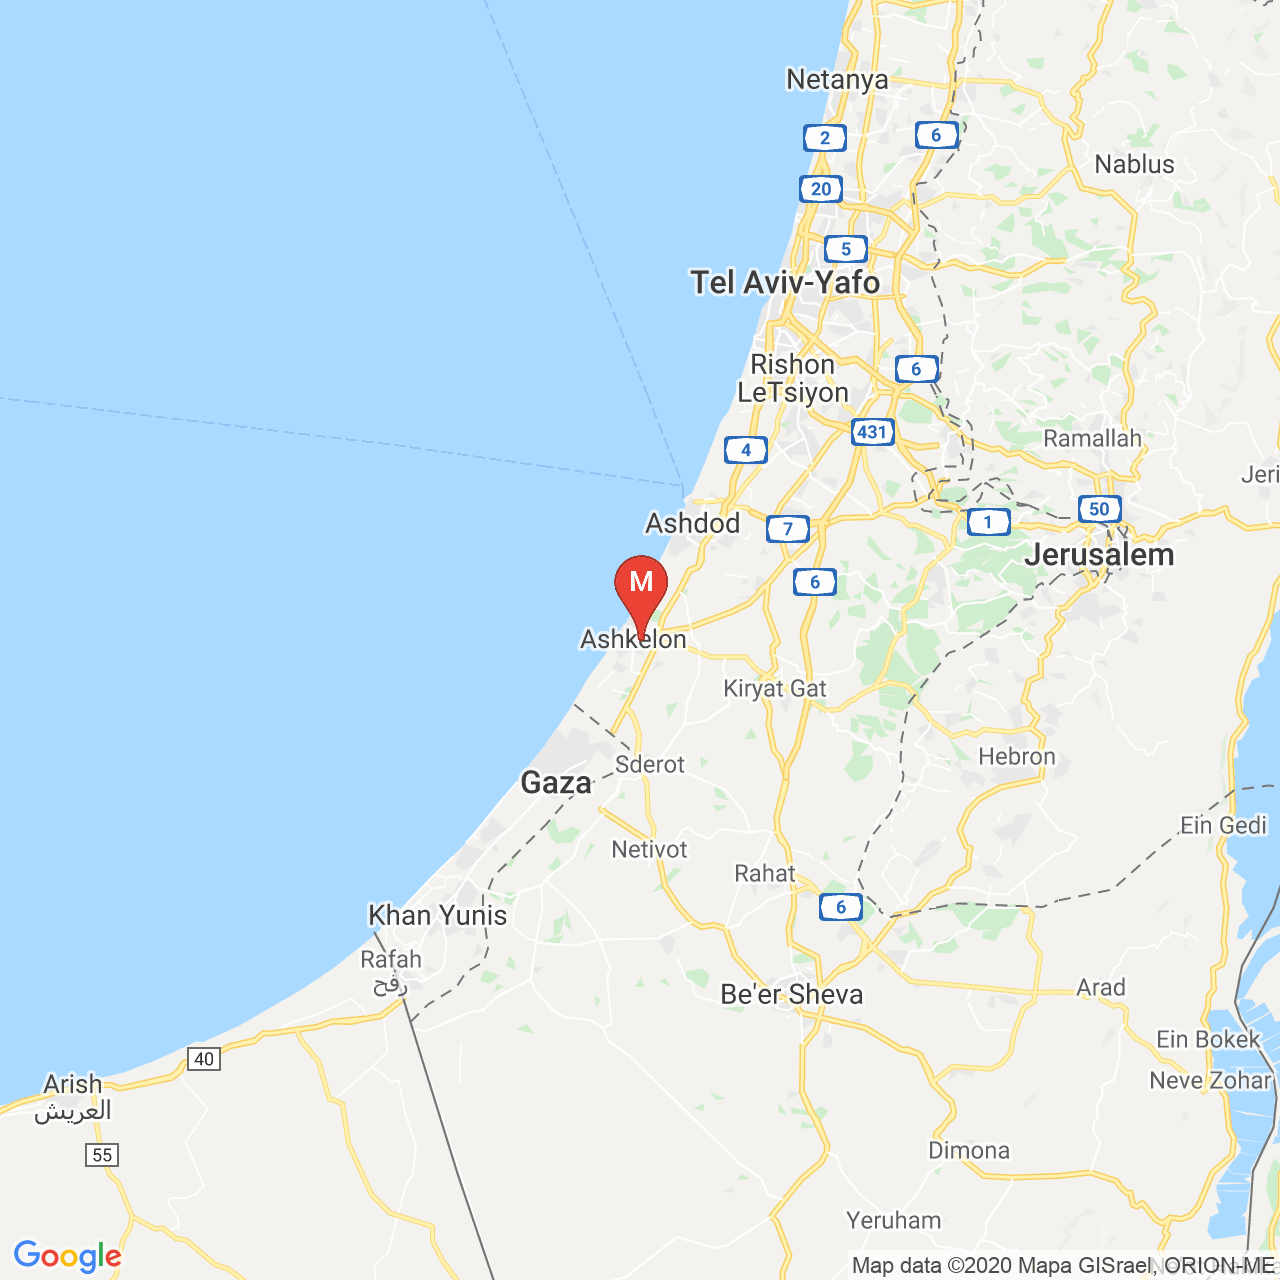 Netanya
2
6
Nablus
20
5
Tel Aviv-Yafo
Rishon
LeTsiyon
6
431
4
Ramallah
Jeri
50
Ashdod
7
1
Jerusalem
M
6
Ashkelon
Kiryat Gat
Hebron
Sderot
Gaza
Ein Gedi
Netivot
Rahat
6
Khan Yunis
Rafah
رفح
Be'er Sheva
Arad
Ein Bokek
40
Neve Zohar
Arish
العريش
55
Dimona
Yeruham
Google
Map data ©2020 Mapa GISrael, ORION-ME